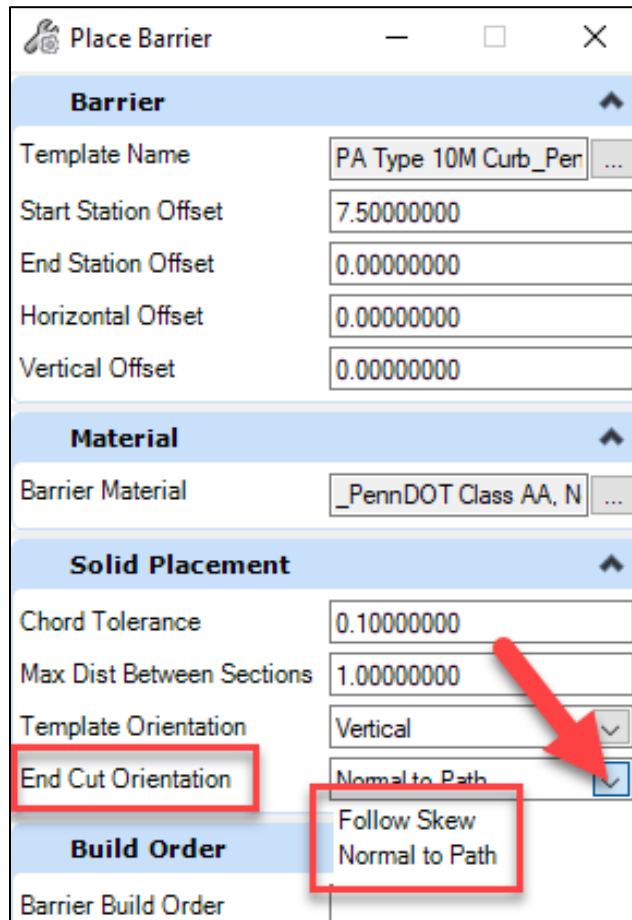 Place Barrier
Barrier
Template Name PA Type 10M Curb_Pen ...
Start Station Offset 7.50000000
End Station Offset 0.00000000
Horizontal Offset 0.00000000
Vertical Offset 0.00000000
Material
Barrier Material _PennDOT Class AA, N ...
Solid Placement
Chord Tolerance 0.10000000
Max Dist Between Sections 1.00000000
Template Orientation Vertical
End Cut Orientation Normal to Path
Follow Skew
Build Order Normal to Path
Barrier Build Order